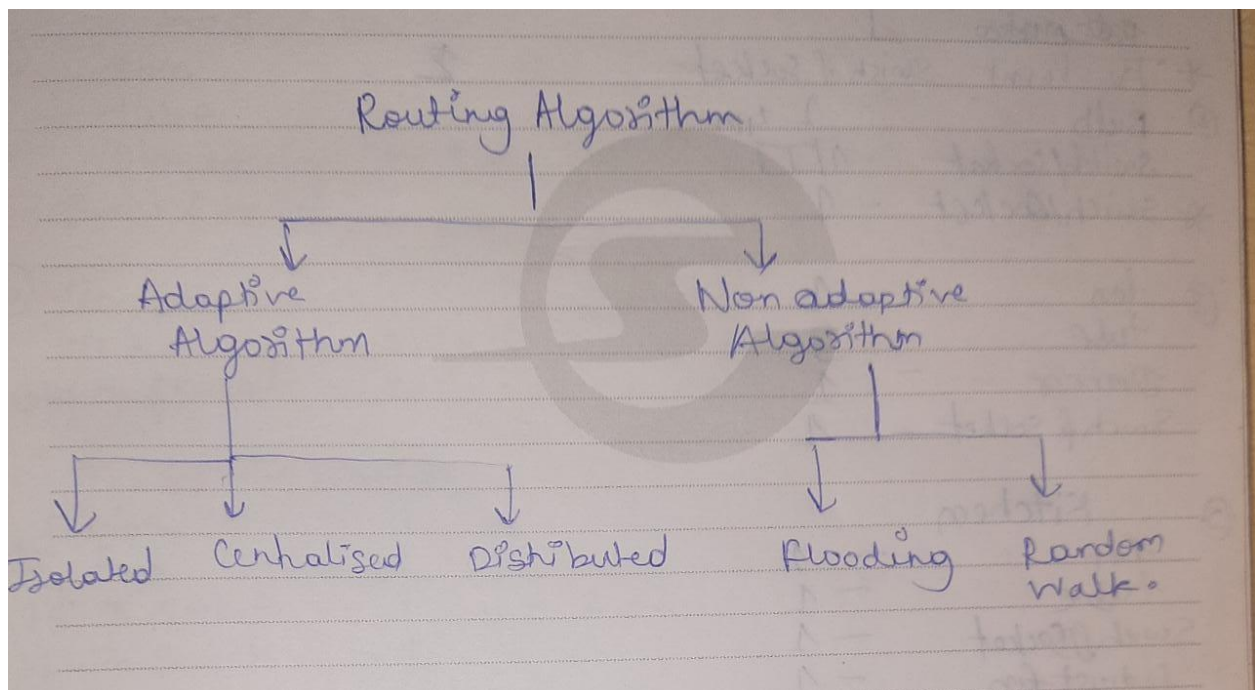 Routing Algorithm
Adaptive
Algorithm
Non adaptive
Algorithm
Isolated
Centralised
Distributed
Flooding
Random
Walk.